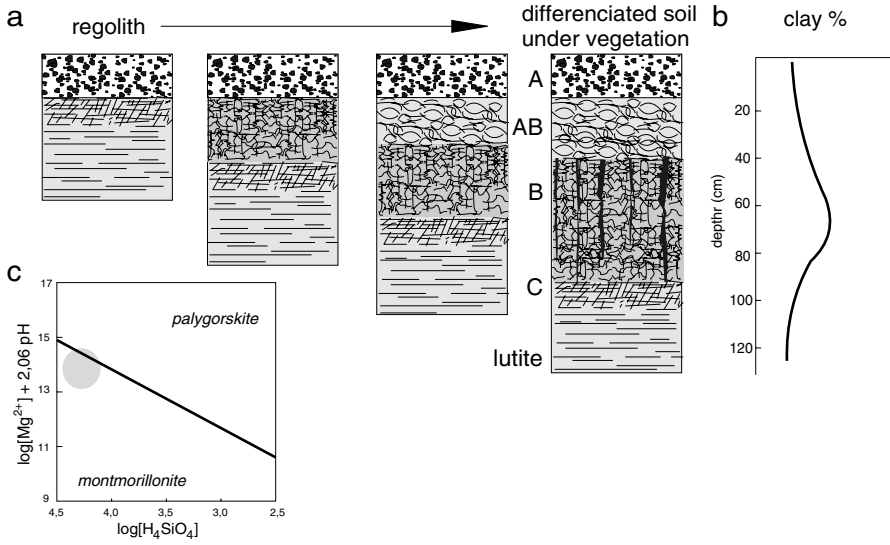 a
regolith
differenciated soil
under vegetation
A
AB
B
C
lutite
b
clay %
20
40
60
80
100
120
depthr (cm)
c
17
15
13
11
9
log[Mg²⁺] + 2,06 pH
palygorskite
montmorillonite
4,5
4,0
3,5
3,0
2,5
log[H₄SiO₄]